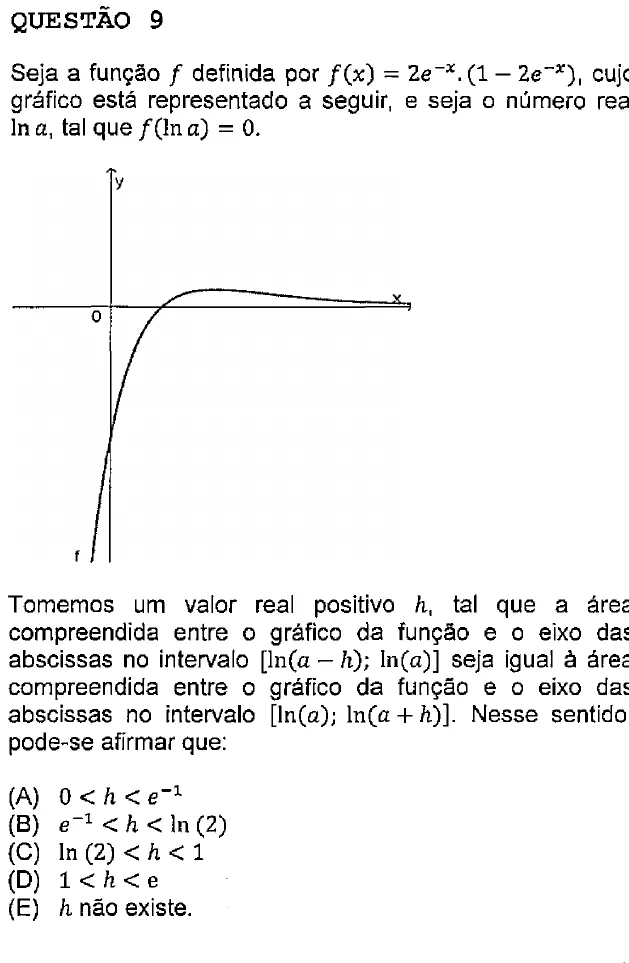 QUESTÃO 9
Seja a função f definida por f(x) = 2e⁻ˣ.(1 − 2e⁻ˣ), cujo
gráfico está representado a seguir, e seja o número rea
ln a, tal que f(ln a) = 0.
y
x
0
f
Tomemos um valor real positivo h, tal que a área
compreendida entre o gráfico da função e o eixo das
abscissas no intervalo [ln(a − h); ln(a)] seja igual à área
compreendida entre o gráfico da função e o eixo das
abscissas no intervalo [ln(a); ln(a + h)]. Nesse sentido
pode-se afirmar que:
(A) 0 < h < e⁻¹
(B) e⁻¹ < h < ln (2)
(C) ln (2) < h < 1
(D) 1 < h < e
(E) h não existe.